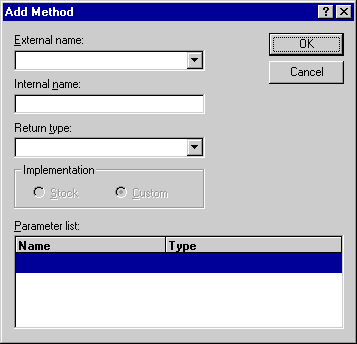 Add Method
External name:
OK
Cancel
Internal name:
Return type:
Implementation
Stock
Custom
Parameter list:
Name Type